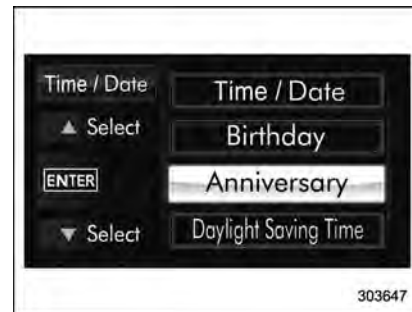 Time / Date
▲ Select
ENTER
▼ Select
Time / Date
Birthday
Anniversary
Daylight Saving Time
303647